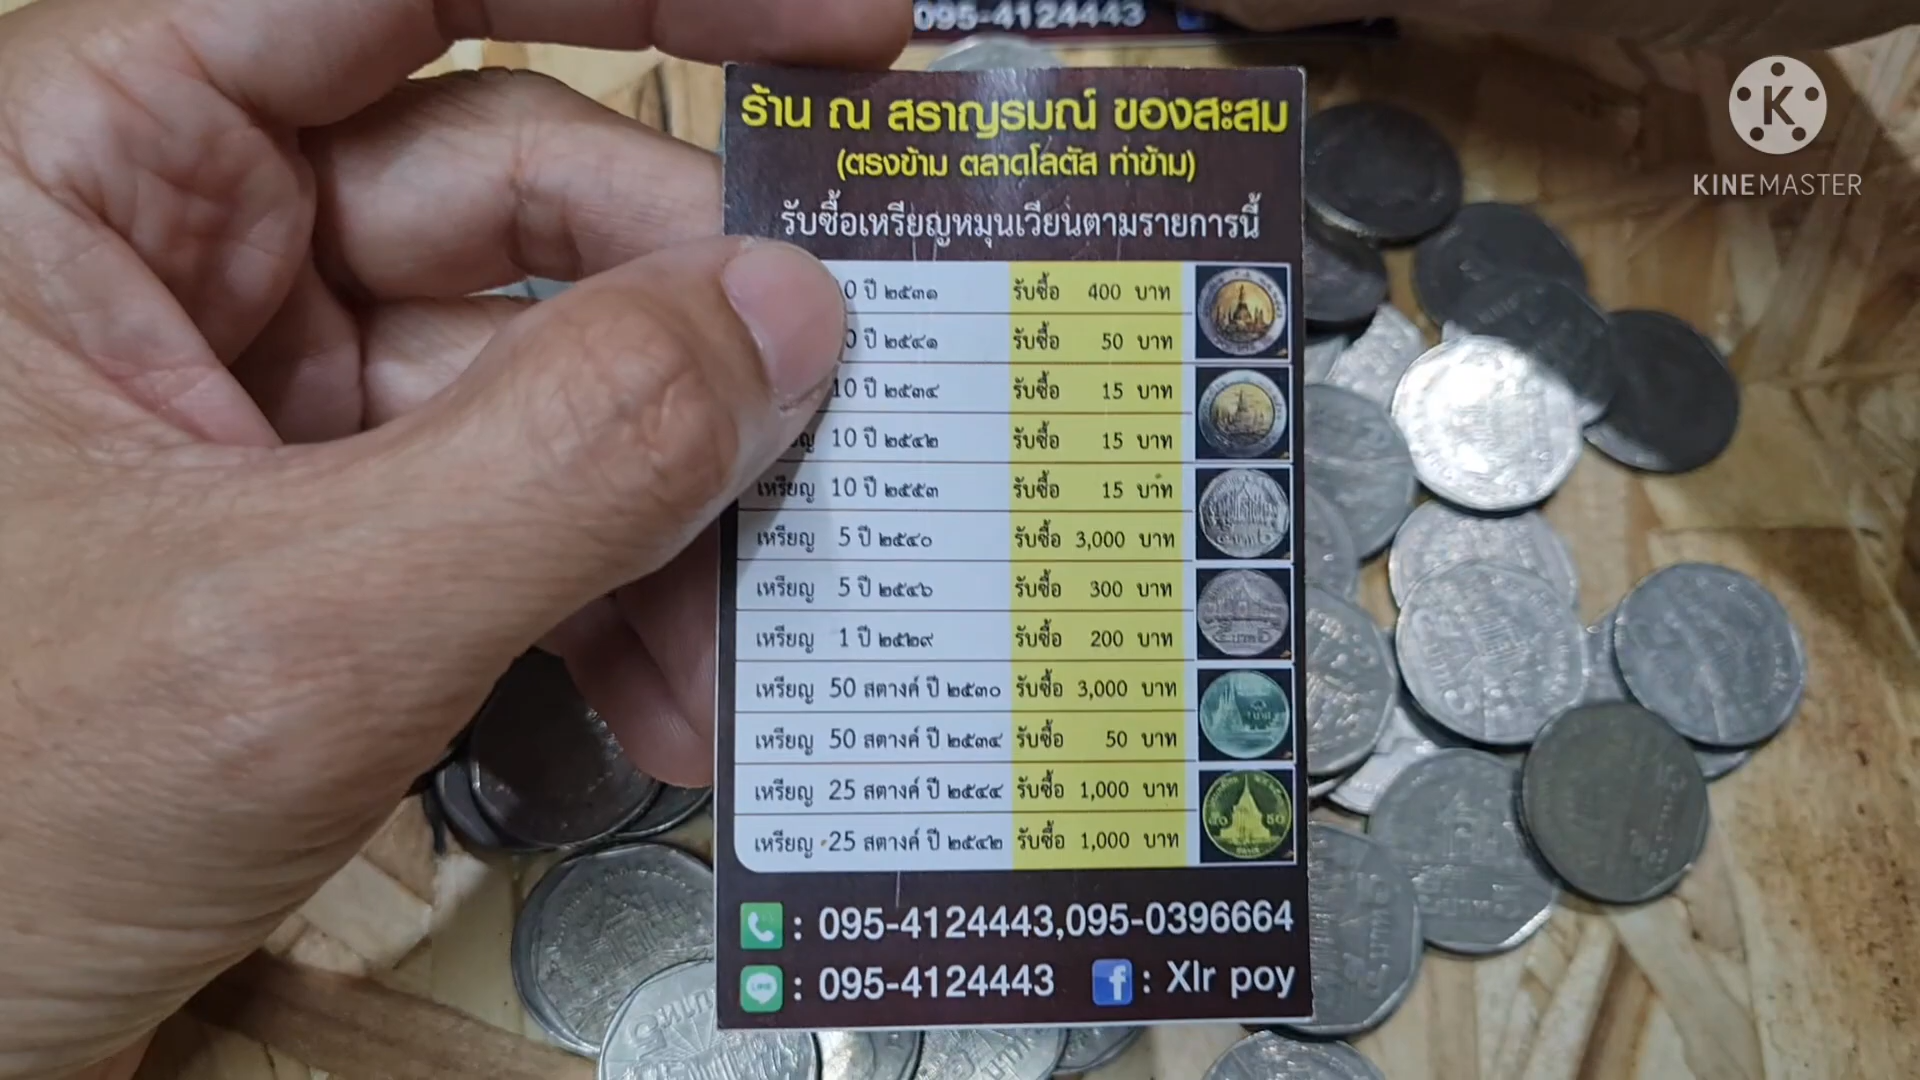 095-4124443
KINEMASTER
ร้าน ณ สราญรมณ์ ของสะสม
(ตรงข้าม ตลาดโลตัส ท่าข้าม)
รับซื้อเหรียญหมุนเวียนตามรายการนี้
0 ปี ๒๕๓๑ รับซื้อ 400 บาท
0 ปี ๒๕๔๑ รับซื้อ 50 บาท
10 ปี ๒๕๓๔ รับซื้อ 15 บาท
10 ปี ๒๕๔๒ รับซื้อ 15 บาท
เหรียญ 10 ปี ๒๕๕๓ รับซื้อ 15 บาท
เหรียญ 5 ปี ๒๕๔๐ รับซื้อ 3,000 บาท
เหรียญ 5 ปี ๒๕๔๖ รับซื้อ 300 บาท
เหรียญ 1 ปี ๒๕๒๙ รับซื้อ 200 บาท
เหรียญ 50 สตางค์ ปี ๒๕๓๐ รับซื้อ 3,000 บาท
เหรียญ 50 สตางค์ ปี ๒๕๓๔ รับซื้อ 50 บาท
เหรียญ 25 สตางค์ ปี ๒๕๔๔ รับซื้อ 1,000 บาท
เหรียญ 25 สตางค์ ปี ๒๕๔๒ รับซื้อ 1,000 บาท
: 095-4124443,095-0396664
: 095-4124443 f : Xlr poy